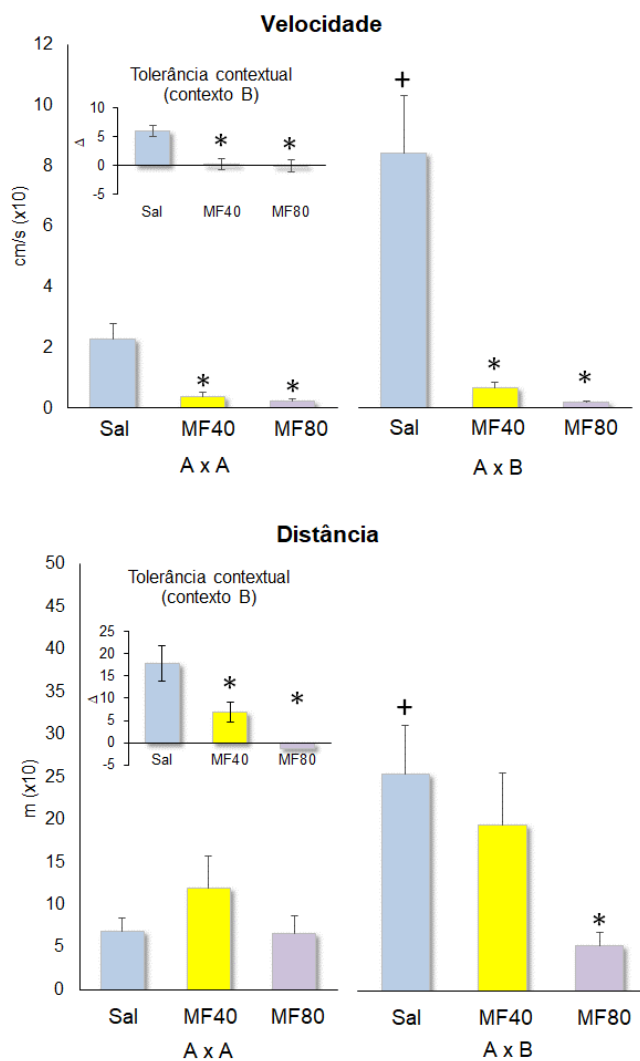 Velocidade
12
10
8
6
4
2
0
cm/s (x10)
Tolerância contextual
(contexto B)
10
5
0
-5
Δ
* *
Sal MF40 MF80
+
* *
* *
Sal MF40 MF80 Sal MF40 MF80
A x A A x B
Distância
50
45
40
35
30
25
20
15
10
5
0
m (x10)
Tolerância contextual
(contexto B)
25
20
15
10
5
0
-5
Δ
* *
Sal MF40 MF80
+
*
Sal MF40 MF80 Sal MF40 MF80
A x A A x B